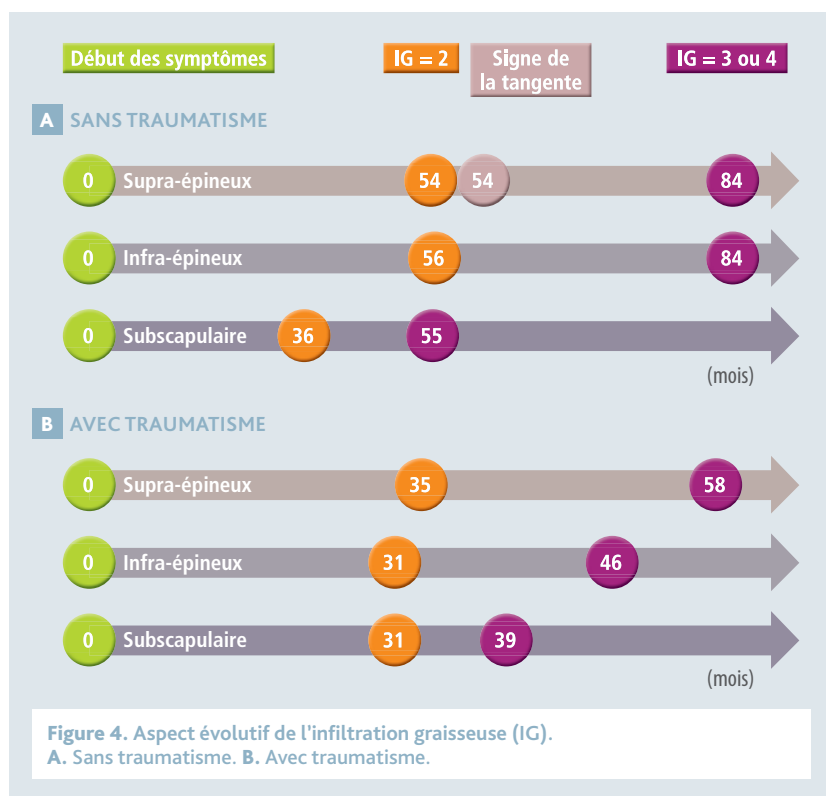 Début des symptômes
IG = 2
Signe de
la tangente
IG = 3 ou 4
A SANS TRAUMATISME
0 Supra-épineux 54 54 84
0 Infra-épineux 56 84
0 Subscapulaire 36 55
(mois)
B AVEC TRAUMATISME
0 Supra-épineux 35 58
0 Infra-épineux 31 46
0 Subscapulaire 31 39
(mois)
Figure 4. Aspect évolutif de l’infiltration graisseuse (IG).
A. Sans traumatisme. B. Avec traumatisme.